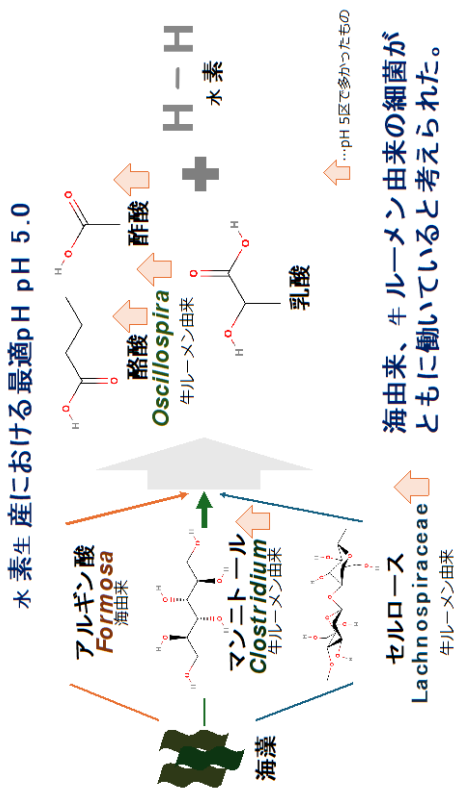 水素生産における最適pH pH 5.0
海藻
アルギン酸
Formosa
海由来
マンニトール
Clostridium
牛ルーメン由来
セルロース
Lachnospiraceae
牛ルーメン由来
酪酸
Oscillospira
牛ルーメン由来
酢酸
乳酸
+
H－H
水素
…pH 5区で多かったもの
海由来、牛 ルーメン由来の細菌が
ともに働いていると考えられた。